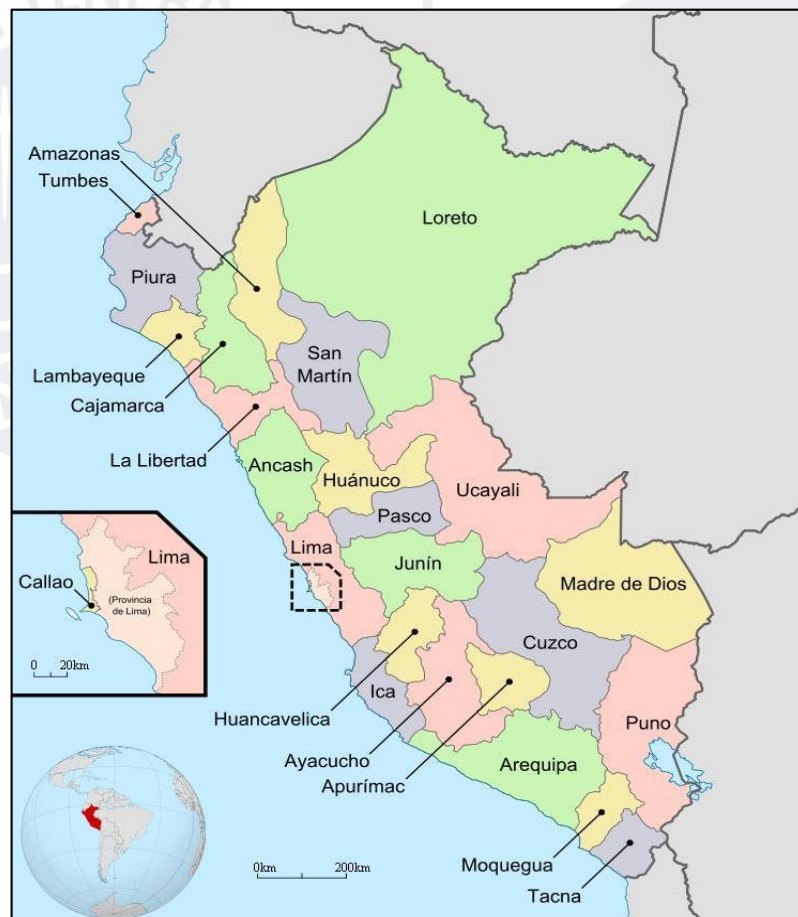 Amazonas
Tumbes
Loreto
Piura
San
Martín
Lambayeque
Cajamarca
La Libertad
Ancash
Huánuco
Ucayali
Pasco
Lima
Junín
Madre de Dios
Cuzco
Ica
Huancavelica
Puno
Ayacucho
Apurímac
Arequipa
Moquegua
Tacna
Lima
Callao
(Provincia
de Lima)
0 20km
0km 200km